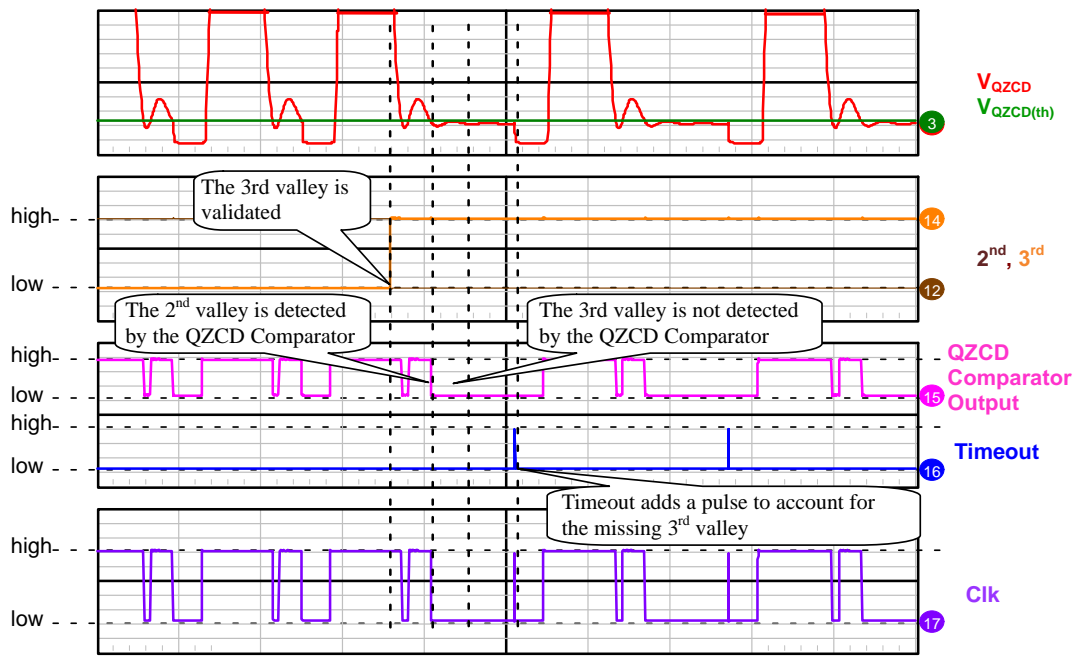 V_QZCD
V_QZCD(th)
3
The 3rd valley is
validated
high
14
2nd, 3rd
low
12
The 2nd valley is detected
by the QZCD Comparator
The 3rd valley is not detected
by the QZCD Comparator
high
low
QZCD
Comparator
Output
15
high
low
Timeout
16
Timeout adds a pulse to account for
the missing 3rd valley
high
low
Clk
17